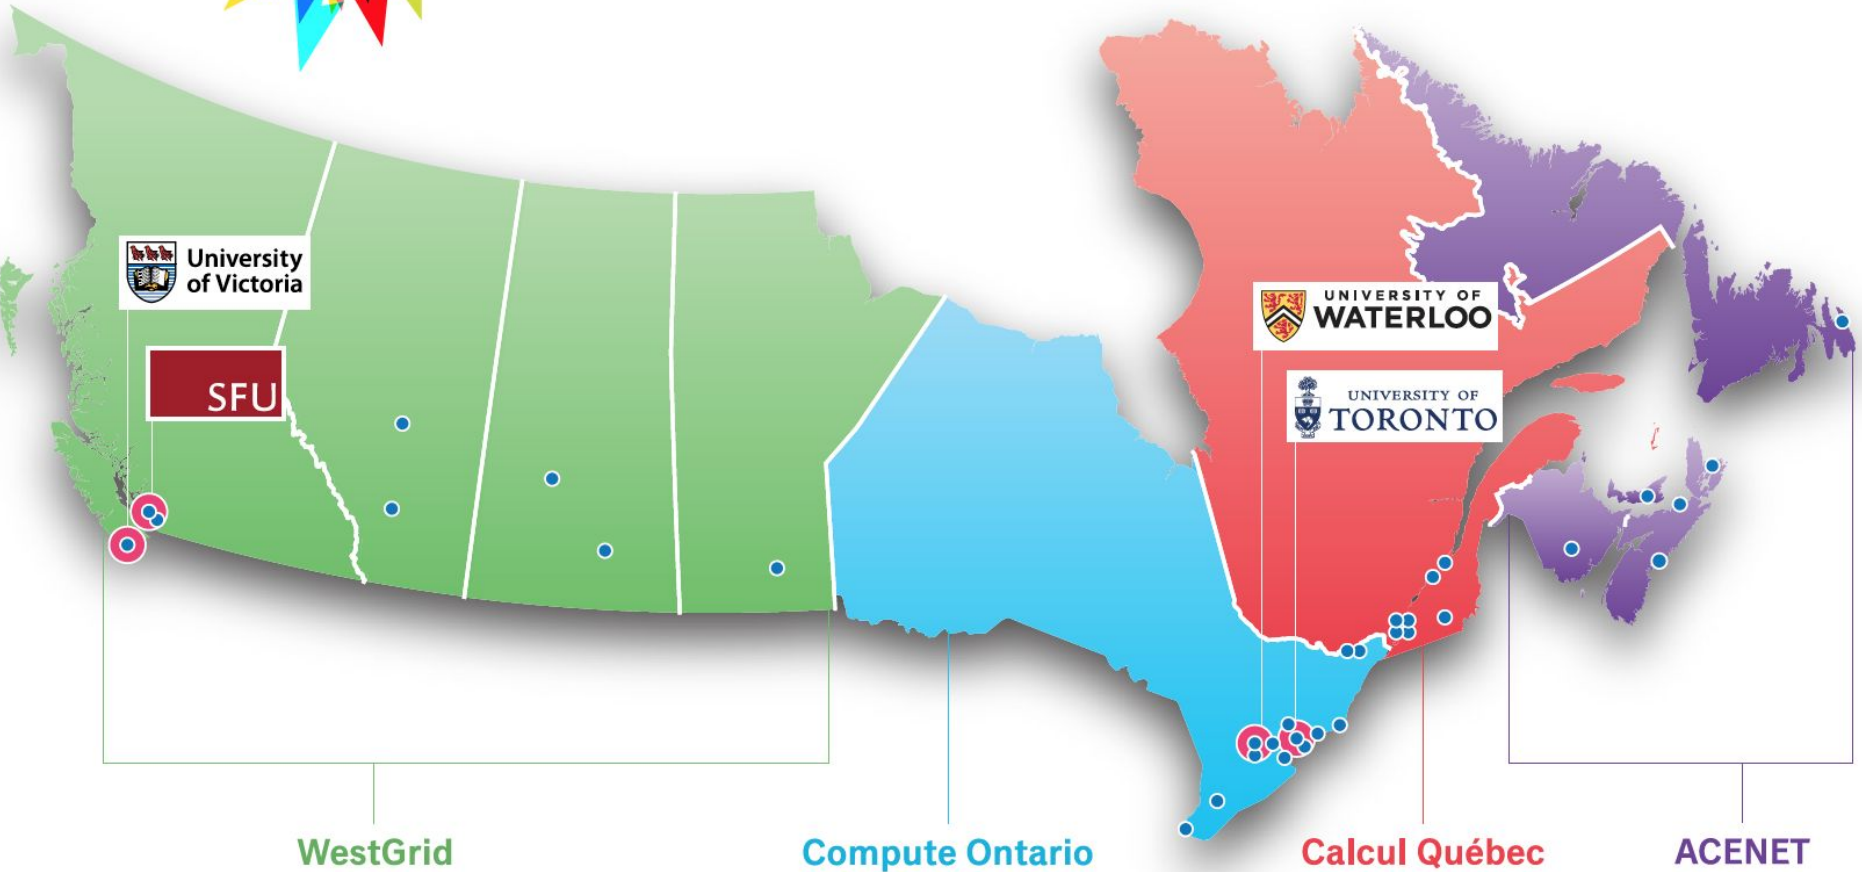 University
of Victoria
SFU
UNIVERSITY OF
WATERLOO
UNIVERSITY OF
TORONTO
WestGrid
Compute Ontario
Calcul Québec
ACENET